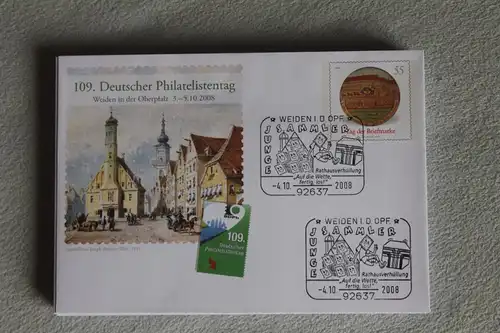 109. Deutscher Philatelistentag
Weiden in der Oberpfalz 3.–5.10.2008
109.
Deutscher
Philatelistentag
55
Tag der Briefmarke
WEIDEN I.D.OPF.
JUNGE SAMMLER
Rathausverhüllung
„Auf die Wette,
fertig, los!"
-4.10. 2008
92637
WEIDEN I.D.OPF.
JUNGE SAMMLER
Rathausverhüllung
„Auf die Wette,
fertig, los!"
-4.10. 2008
92637